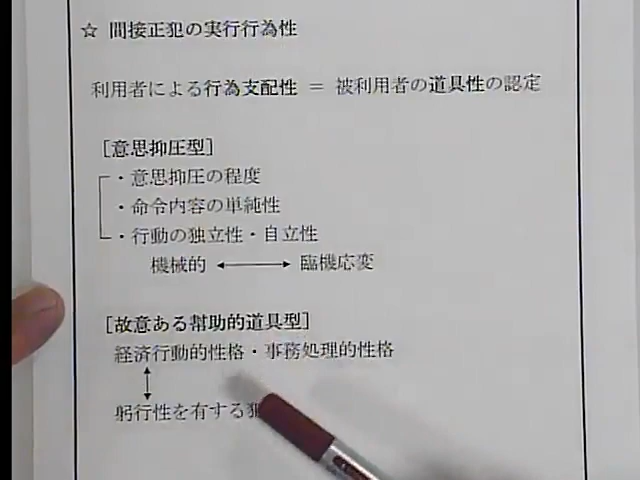 ☆ 間接正犯の実行行為性
利用者による行為支配性 ＝ 被利用者の道具性の認定
［意思抑圧型］
・意思抑圧の程度
・命令内容の単純性
・行動の独立性・自立性
機械的 ←→ 臨機応変
［故意ある幇助的道具型］
経済行動的性格・事務処理的性格
躬行性を有する